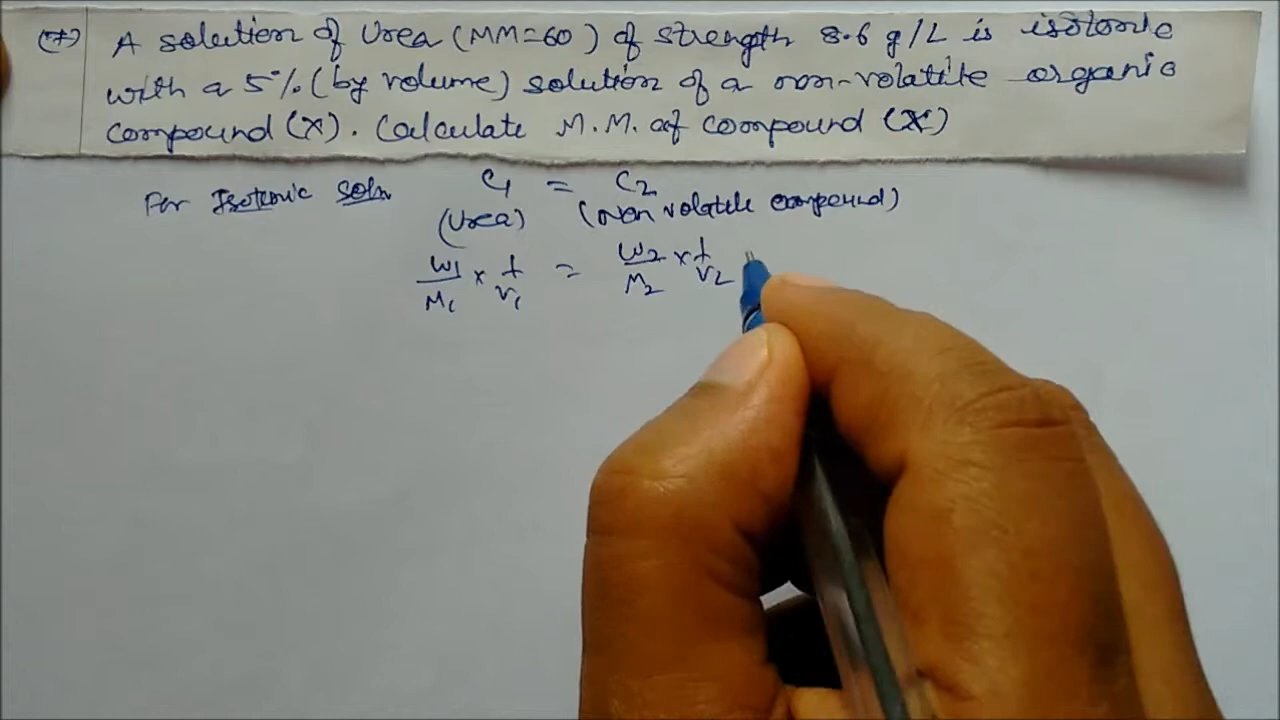 (7) A solution of Urea (MM=60) of strength 8.6 g/L is isotonic
with a 5% (by volume) solution of a non-volatile organic
compound (X). Calculate M.M. of compound (X)
For Isotonic soln C1 = C2
(Urea) (Non volatile compound)
W1/M1 × 1/V1 = W2/M2 × 1/V2